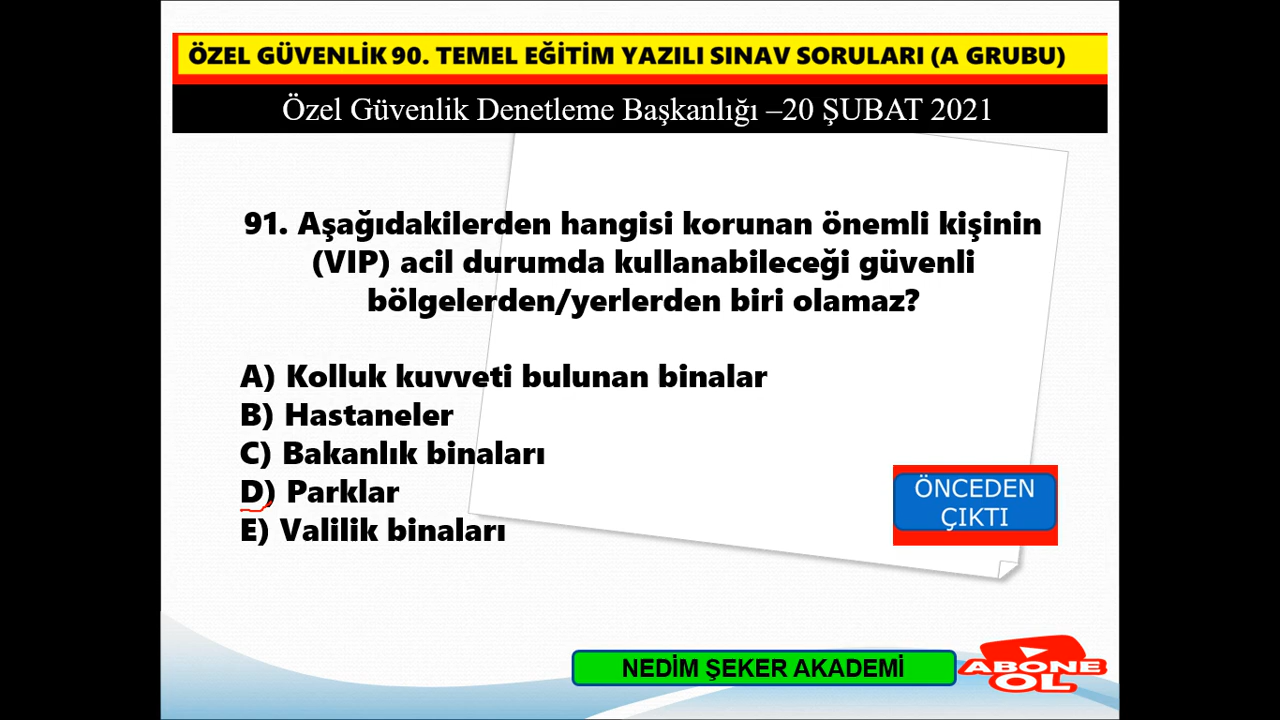 ÖZEL GÜVENLİK 90. TEMEL EĞİTİM YAZILI SINAV SORULARI (A GRUBU)
Özel Güvenlik Denetleme Başkanlığı –20 ŞUBAT 2021
91. Aşağıdakilerden hangisi korunan önemli kişinin
(VIP) acil durumda kullanabileceği güvenli
bölgelerden/yerlerden biri olamaz?
A) Kolluk kuvveti bulunan binalar
B) Hastaneler
C) Bakanlık binaları
D) Parklar
E) Valilik binaları
ÖNCEDEN
ÇIKTI
NEDİM ŞEKER AKADEMİ
ABONE
OL